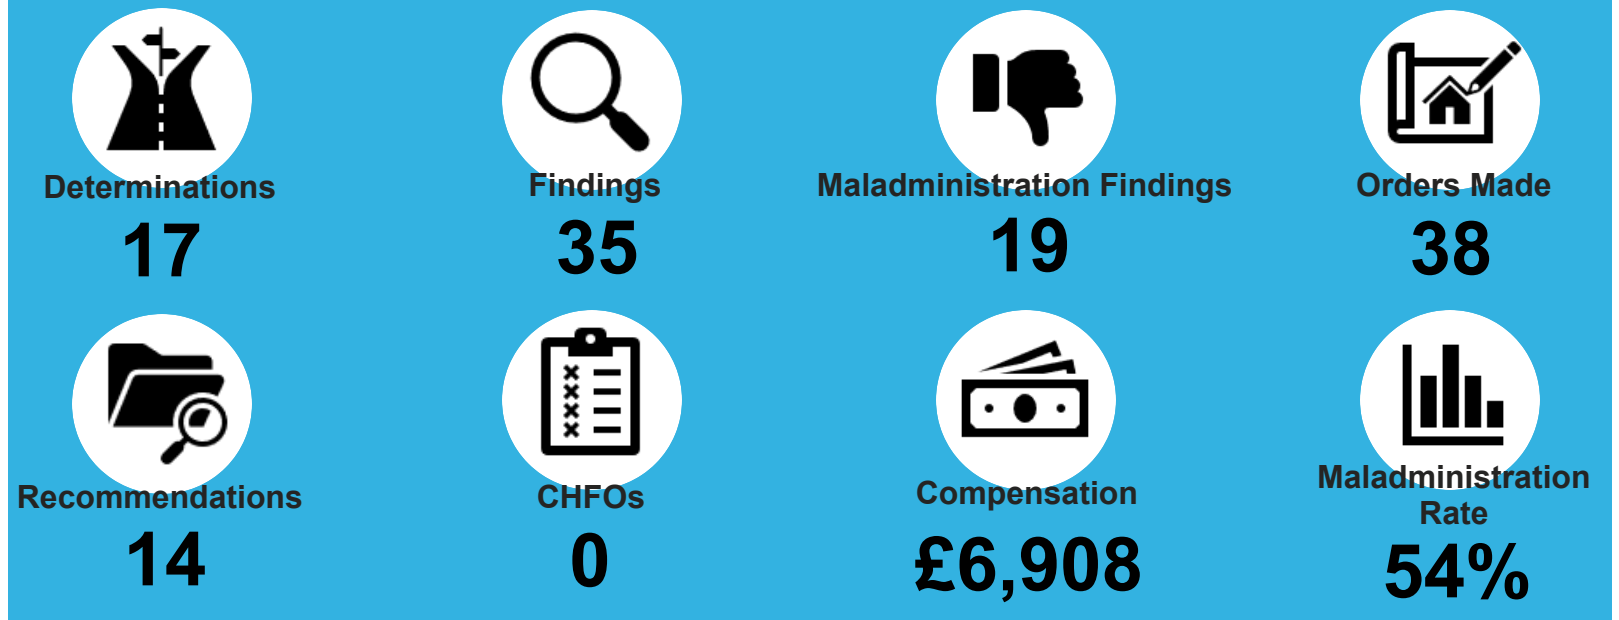 Determinations
17
Findings
35
Maladministration Findings
19
Orders Made
38
Recommendations
14
CHFOs
0
Compensation
£6,908
Maladministration
Rate
54%